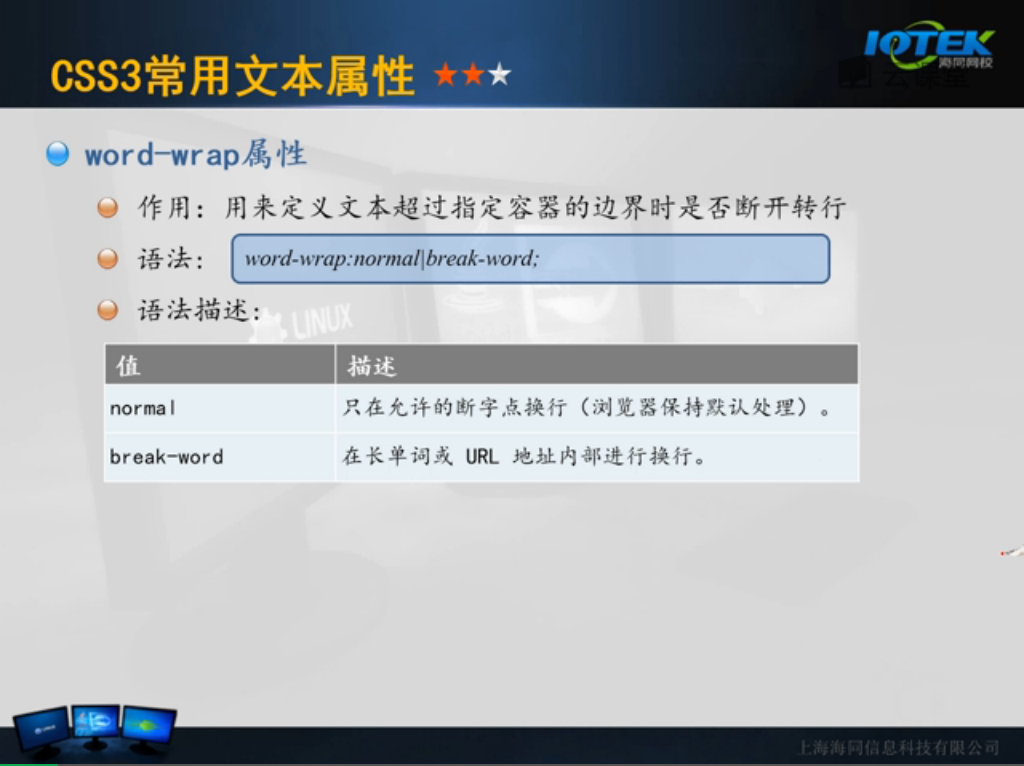 IOTEK
海同网校
云课堂
CSS3常用文本属性
word-wrap属性
作用：用来定义文本超过指定容器的边界时是否断开转行
语法：
word-wrap:normal|break-word;
语法描述：
LINUX
值 描述
normal 只在允许的断字点换行（浏览器保持默认处理）。
break-word 在长单词或 URL 地址内部进行换行。
上海海同信息科技有限公司